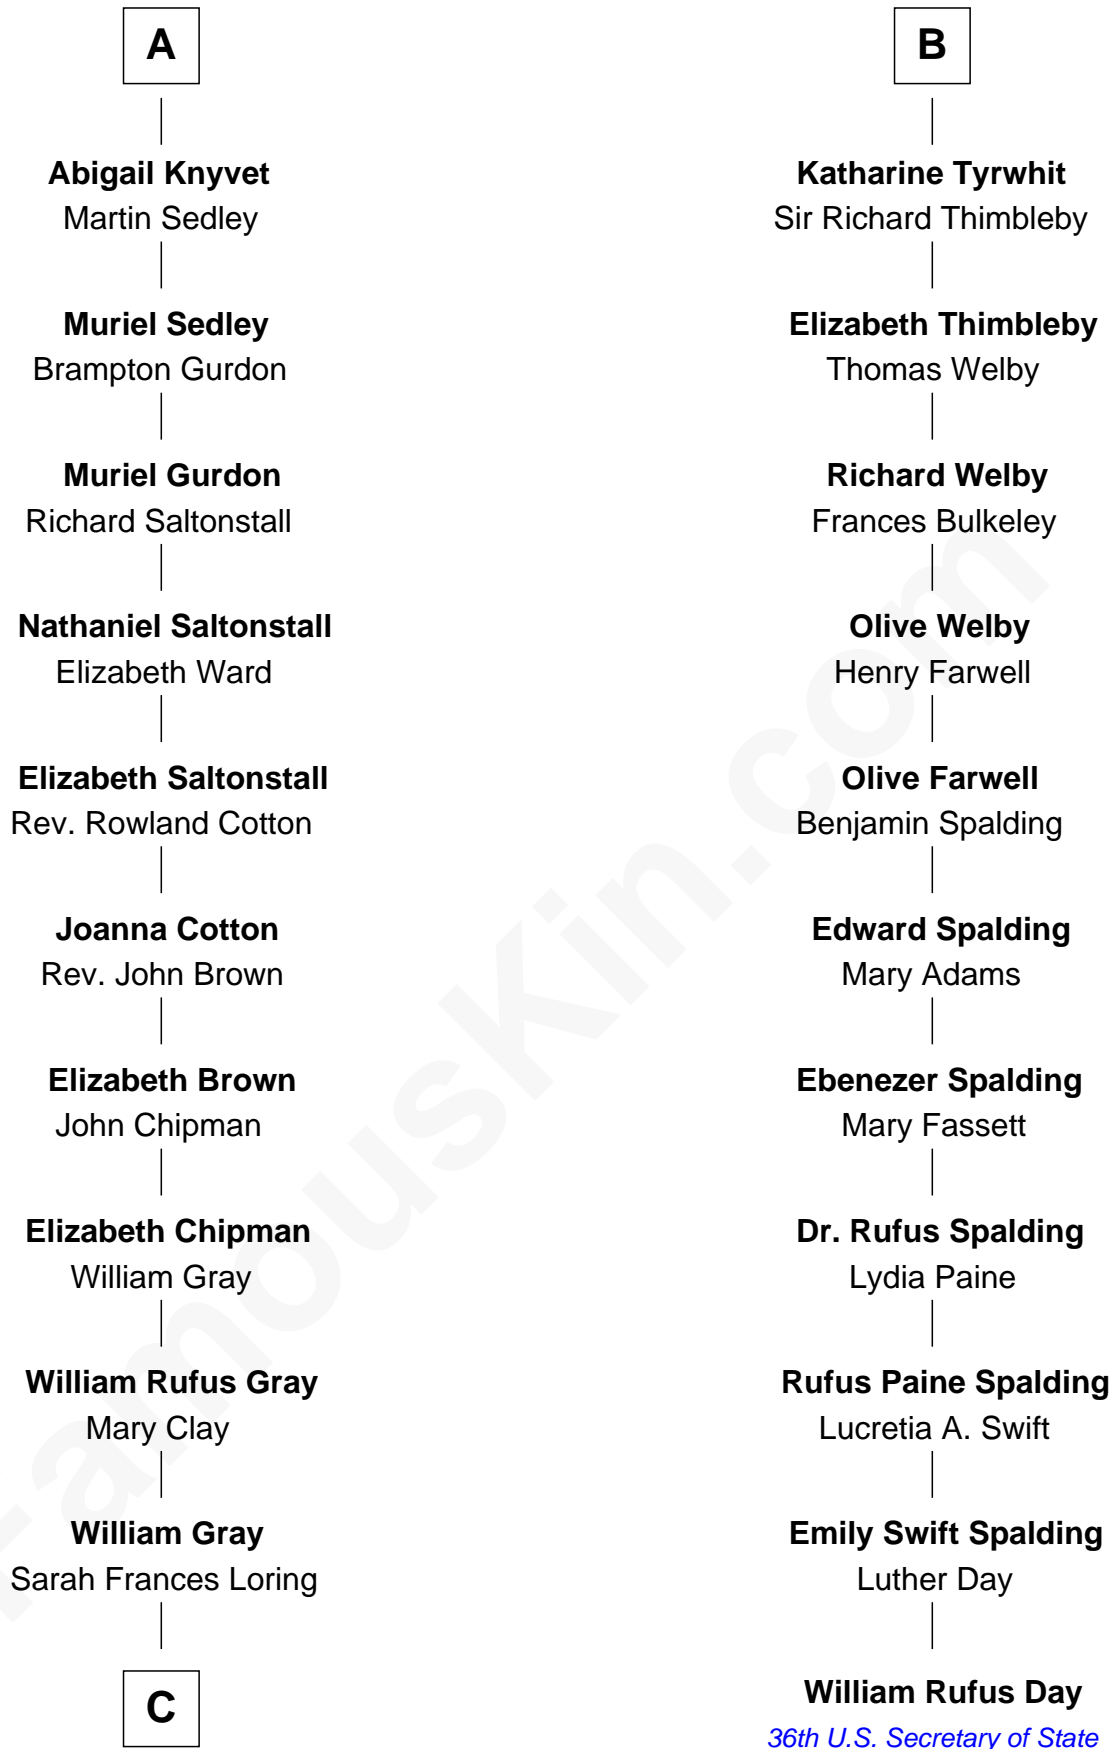 A
Abigail Knyvet
Martin Sedley
Muriel Sedley
Brampton Gurdon
Muriel Gurdon
Richard Saltonstall
Nathaniel Saltonstall
Elizabeth Ward
Elizabeth Saltonstall
Rev. Rowland Cotton
Joanna Cotton
Rev. John Brown
Elizabeth Brown
John Chipman
Elizabeth Chipman
William Gray
William Rufus Gray
Mary Clay
William Gray
Sarah Frances Loring
C
B
Katharine Tyrwhit
Sir Richard Thimbleby
Elizabeth Thimbleby
Thomas Welby
Richard Welby
Frances Bulkeley
Olive Welby
Henry Farwell
Olive Farwell
Benjamin Spalding
Edward Spalding
Mary Adams
Ebenezer Spalding
Mary Fassett
Dr. Rufus Spalding
Lydia Paine
Rufus Paine Spalding
Lucretia A. Swift
Emily Swift Spalding
Luther Day
William Rufus Day
36th U.S. Secretary of State
FamousKin.com